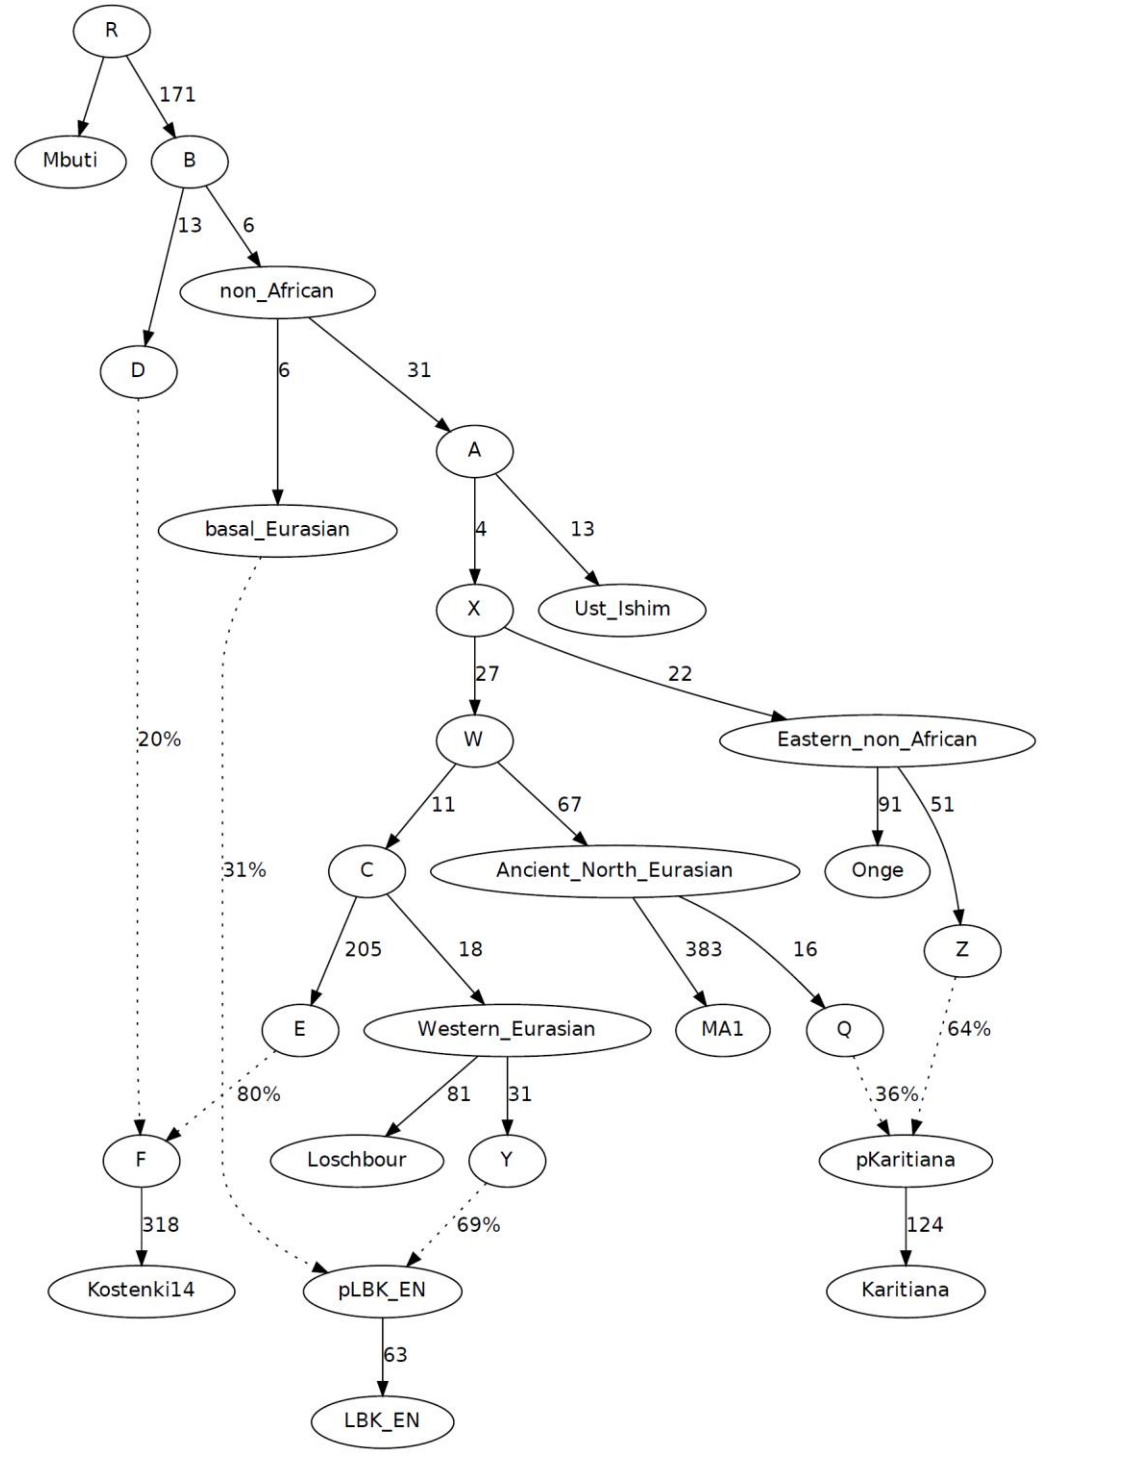 R
171
Mbuti
B
13
6
non_African
6
31
D
A
basal_Eurasian
4
13
X
Ust_Ishim
27
22
20%
W
Eastern_non_African
11
67
91
51
31%
C
Ancient_North_Eurasian
Onge
205
18
383
16
Z
E
Western_Eurasian
MA1
Q
64%
80%
81
31
36%
F
Loschbour
Y
pKaritiana
318
69%
124
Kostenki14
pLBK_EN
Karitiana
63
LBK_EN